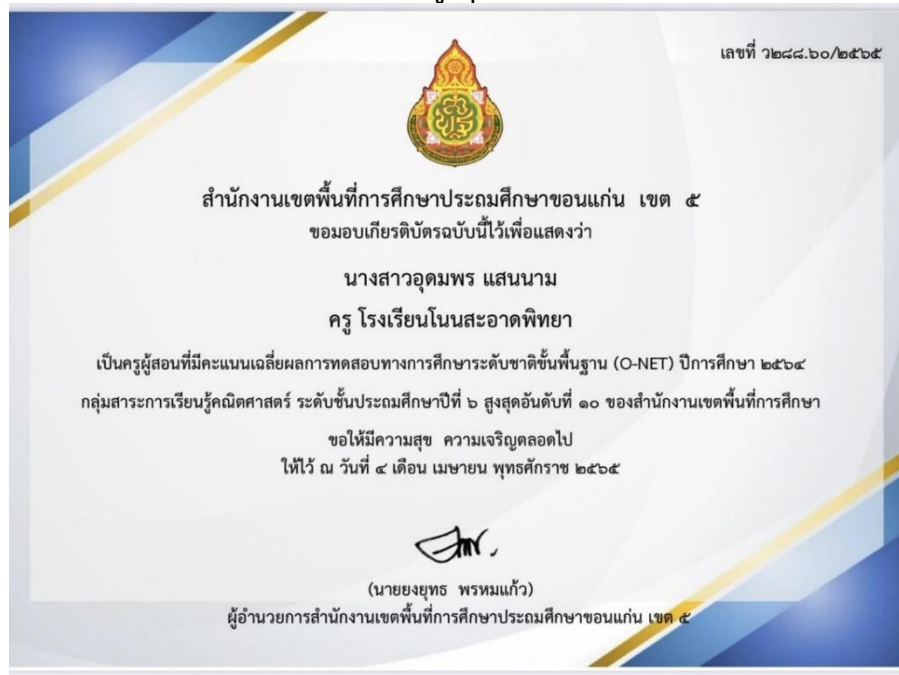 เลขที่ ว๒๘๘.๖๐/๒๕๖๕
สำนักงานเขตพื้นที่การศึกษาประถมศึกษาขอนแก่น เขต ๕
ขอมอบเกียรติบัตรฉบับนี้ไว้เพื่อแสดงว่า
นางสาวอุดมพร แสนนาม
ครู โรงเรียนโนนสะอาดพิทยา
เป็นครูผู้สอนที่มีคะแนนเฉลี่ยผลการทดสอบทางการศึกษาระดับชาติขั้นพื้นฐาน (O-NET) ปีการศึกษา ๒๕๖๔
กลุ่มสาระการเรียนรู้คณิตศาสตร์ ระดับชั้นประถมศึกษาปีที่ ๖ สูงสุดอันดับที่ ๑๐ ของสำนักงานเขตพื้นที่การศึกษา
ขอให้มีความสุข ความเจริญตลอดไป
ให้ไว้ ณ วันที่ ๔ เดือน เมษายน พุทธศักราช ๒๕๖๕
(นายยงยุทธ พรหมแก้ว)
ผู้อำนวยการสำนักงานเขตพื้นที่การศึกษาประถมศึกษาขอนแก่น เขต ๕